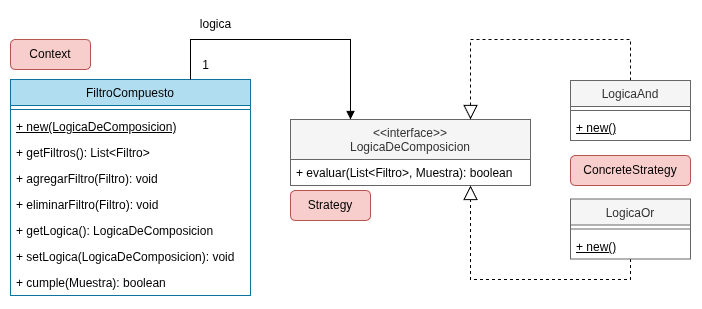 logica
Context
1
FiltroCompuesto
+ new(LogicaDeComposicion)
+ getFiltros(): List<Filtro>
+ agregarFiltro(Filtro): void
+ eliminarFiltro(Filtro): void
+ getLogica(): LogicaDeComposicion
+ setLogica(LogicaDeComposicion): void
+ cumple(Muestra): boolean
<<interface>>
LogicaDeComposicion
+ evaluar(List<Filtro>, Muestra): boolean
Strategy
LogicaAnd
+ new()
ConcreteStrategy
LogicaOr
+ new()